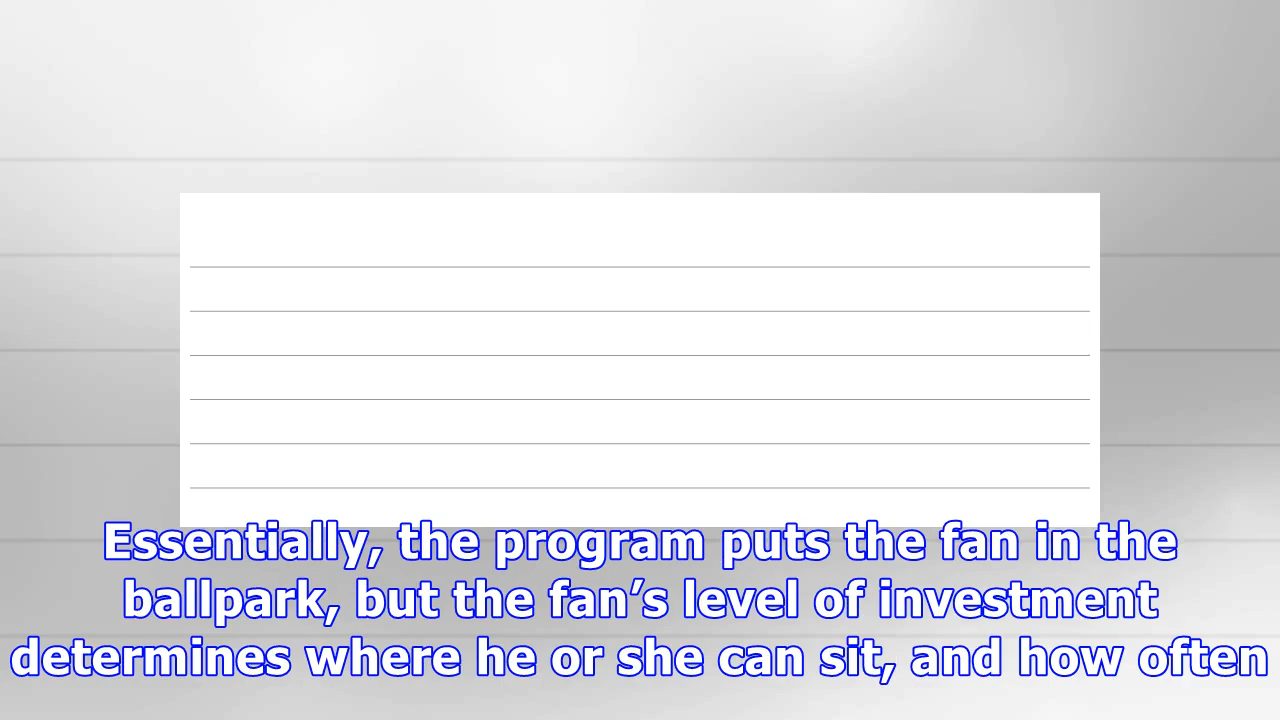 Essentially, the program puts the fan in the
ballpark, but the fan’s level of investment
determines where he or she can sit, and how often